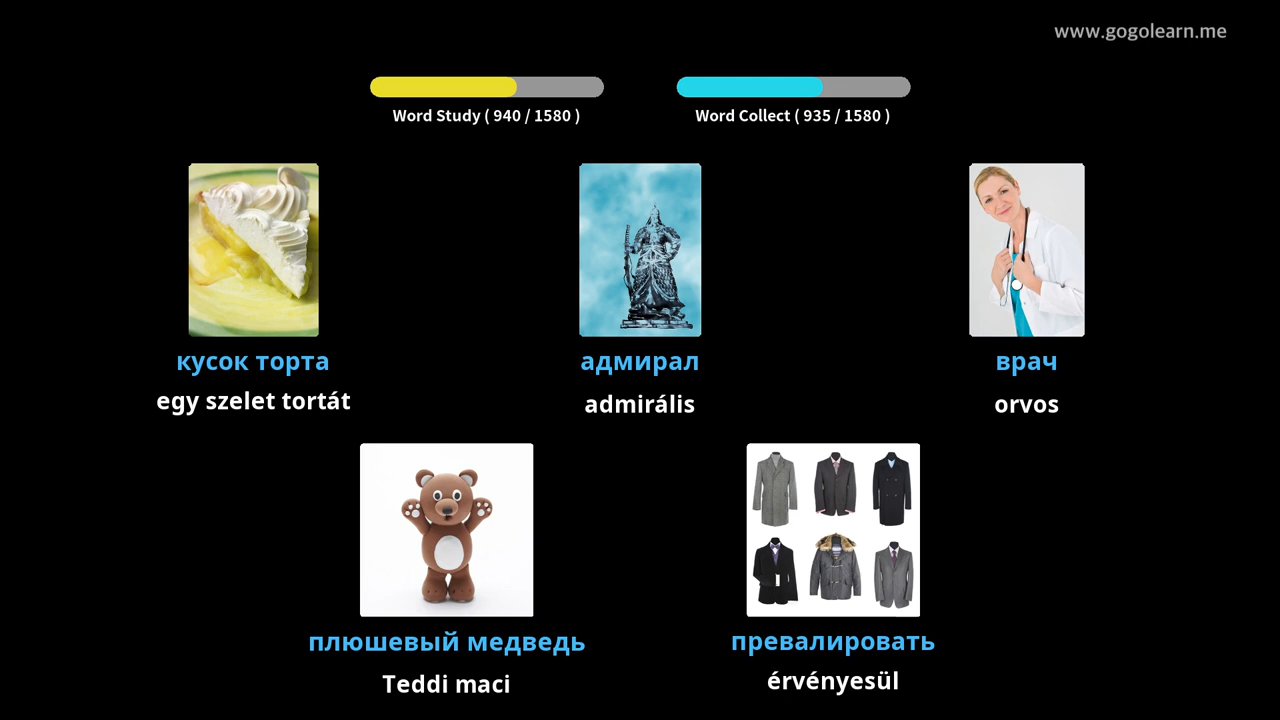 www.gogolearn.me
Word Study ( 940 / 1580 )
Word Collect ( 935 / 1580 )
кусок торта
egy szelet tortát
адмирал
admirális
врач
orvos
плюшевый медведь
Teddi maci
превалировать
érvényesül